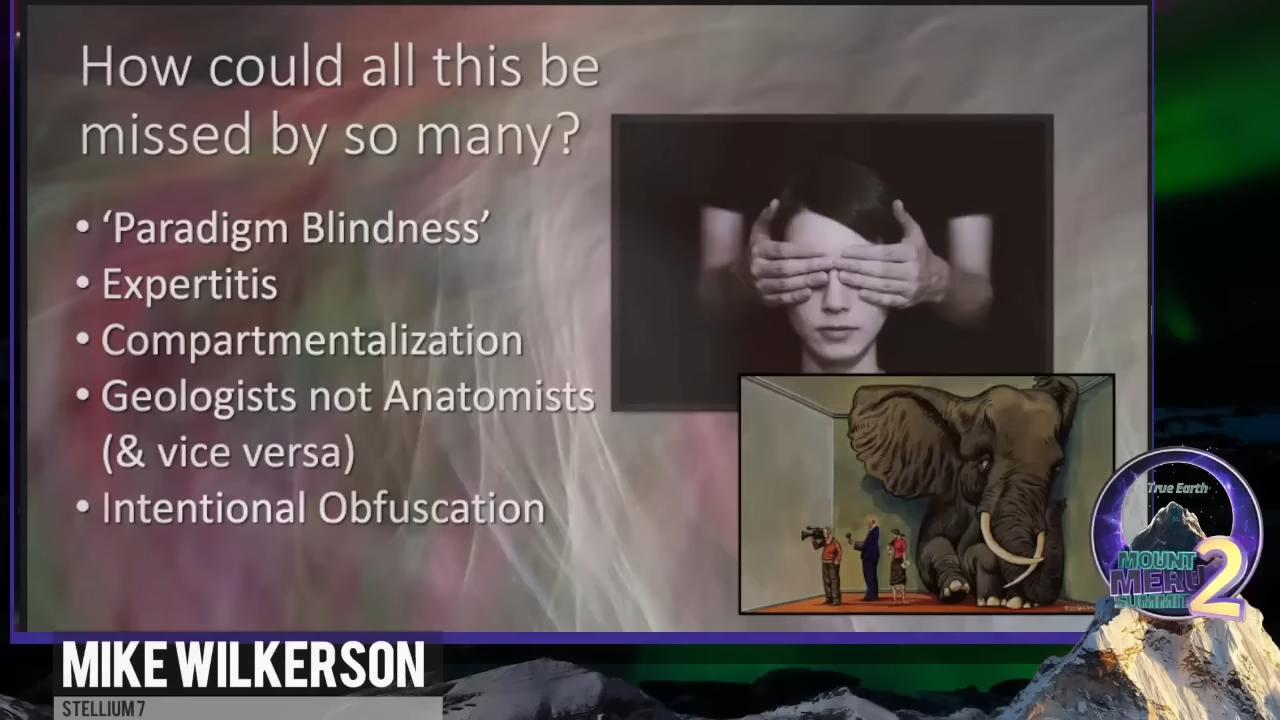 How could all this be
missed by so many?
• ‘Paradigm Blindness’
• Expertitis
• Compartmentalization
• Geologists not Anatomists
(& vice versa)
• Intentional Obfuscation
True Earth
MOUNT
MERU
SUMMIT
2
MIKE WILKERSON
STELLIUM 7